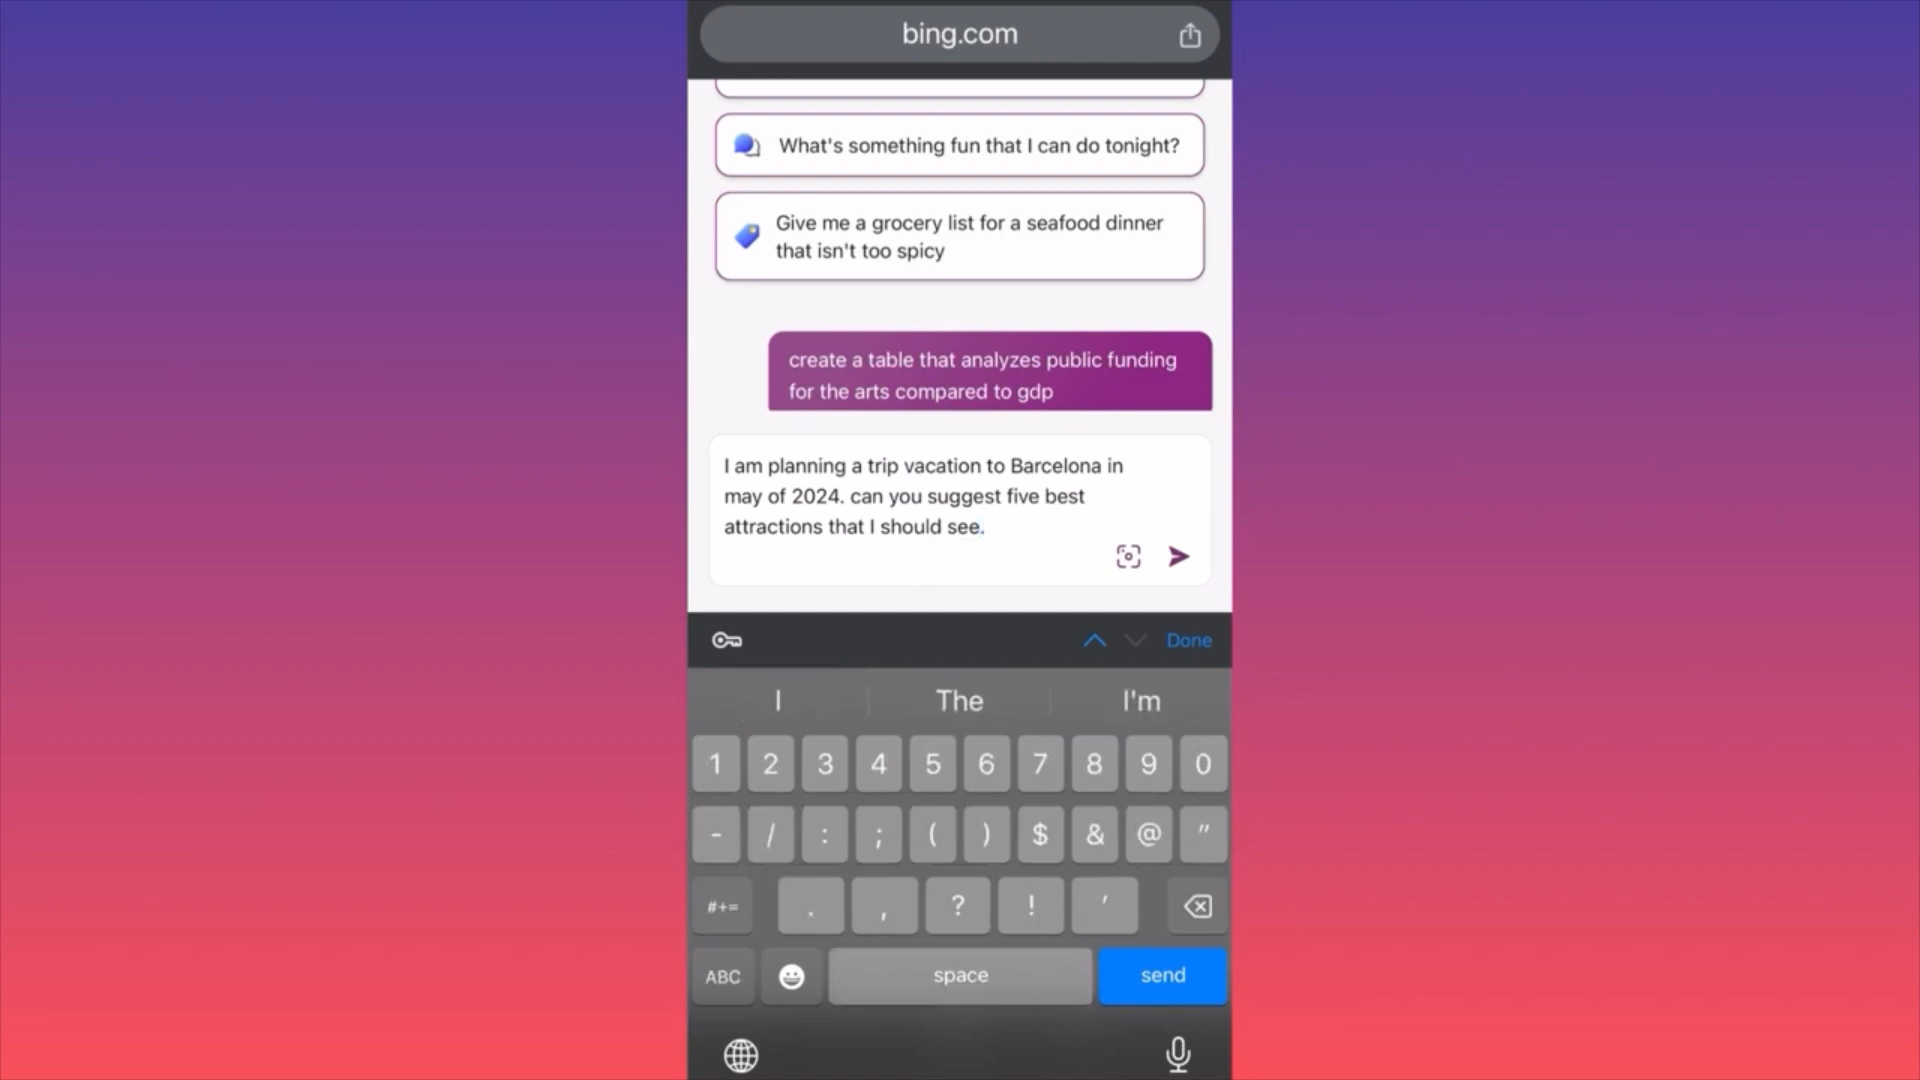 bing.com
What's something fun that I can do tonight?
Give me a grocery list for a seafood dinner
that isn't too spicy
create a table that analyzes public funding
for the arts compared to gdp
I am planning a trip vacation to Barcelona in
may of 2024. can you suggest five best
attractions that I should see.
Done
I The I'm
1 2 3 4 5 6 7 8 9 0
- / : ; ( ) $ & @ "
#+= . , ? ! '
ABC space send